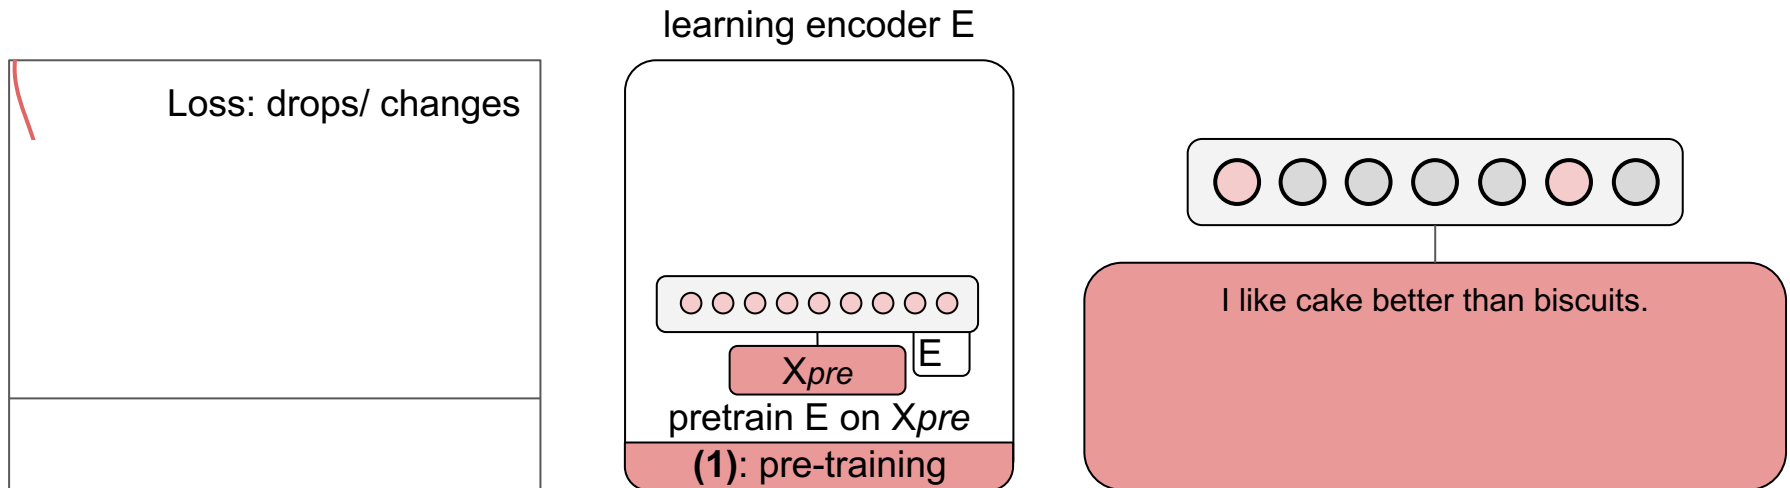 learning encoder E
Loss: drops/ changes
I like cake better than biscuits.
E
Xpre
pretrain E on Xpre
(1): pre-training